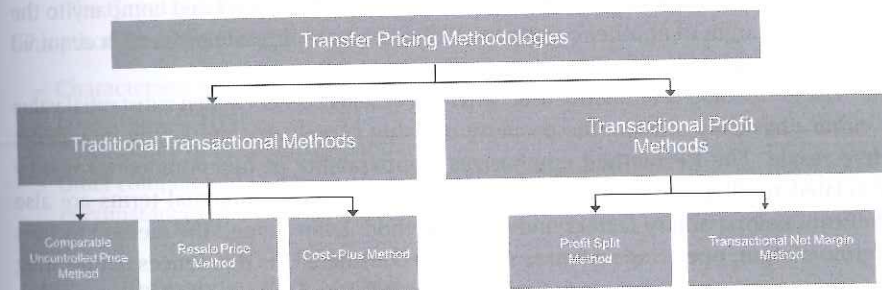 Transfer Pricing Methodologies
Traditional Transactional Methods
Transactional Profit
Methods
Comparable
Uncontrolled Price
Method
Resale Price
Method
Cost-Plus Method
Profit Split
Method
Transactional Net Margin
Method